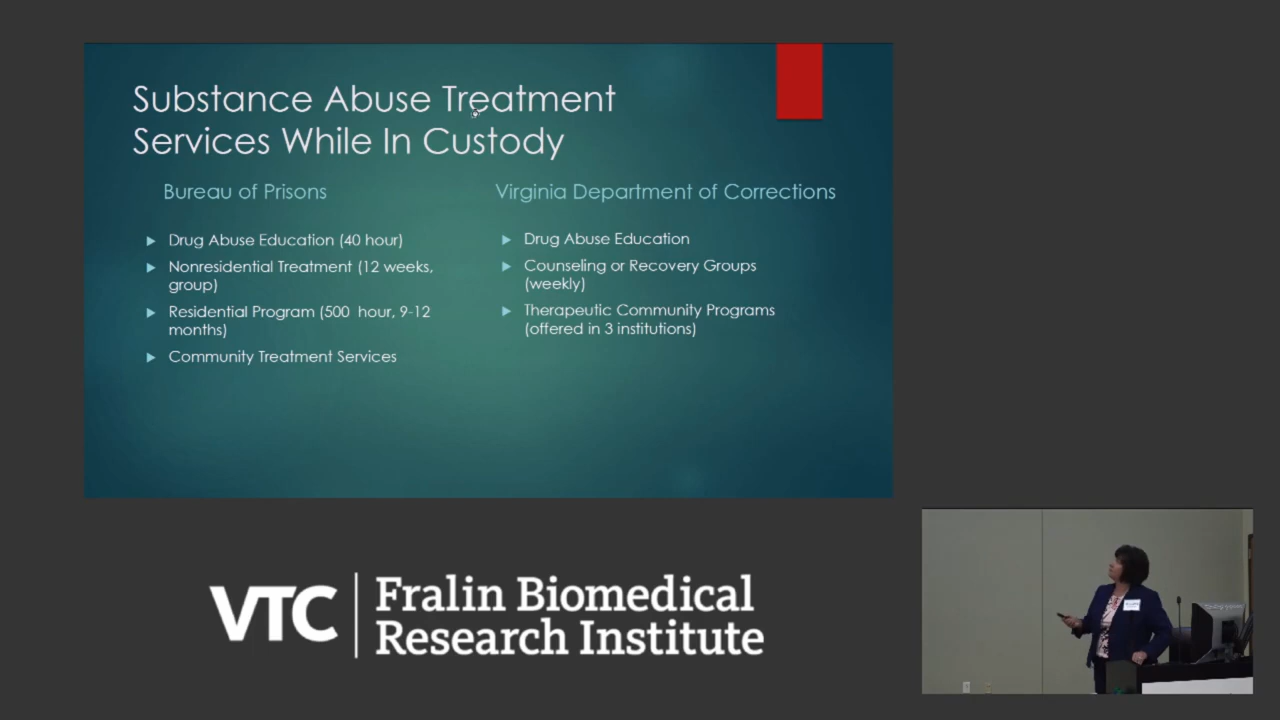 Substance Abuse Treatment
Services While In Custody
Bureau of Prisons
Drug Abuse Education (40 hour)
Nonresidential Treatment (12 weeks,
group)
Residential Program (500 hour, 9-12
months)
Community Treatment Services
Virginia Department of Corrections
Drug Abuse Education
Counseling or Recovery Groups
(weekly)
Therapeutic Community Programs
(offered in 3 institutions)
VTC
Fralin Biomedical
Research Institute